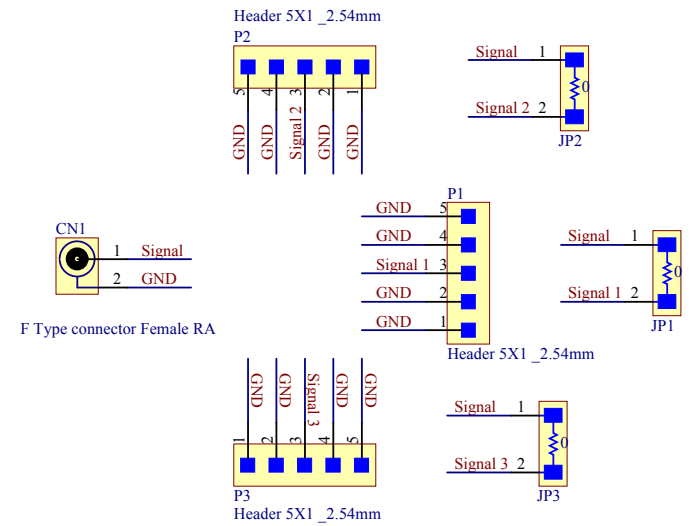 Header 5X1 _2.54mm
P2
5
4
3
2
1
GND
GND
Signal 2
GND
GND
Signal 1
0
Signal 2 2
JP2
CN1
c
1 Signal
2 GND
F Type connector Female RA
P1
GND 5
GND 4
Signal 1 3
GND 2
GND 1
Header 5X1 _2.54mm
Signal 1
0
Signal 1 2
JP1
GND
GND
Signal 3
GND
GND
1
2
3
4
5
P3
Header 5X1 _2.54mm
Signal 1
0
Signal 3 2
JP3